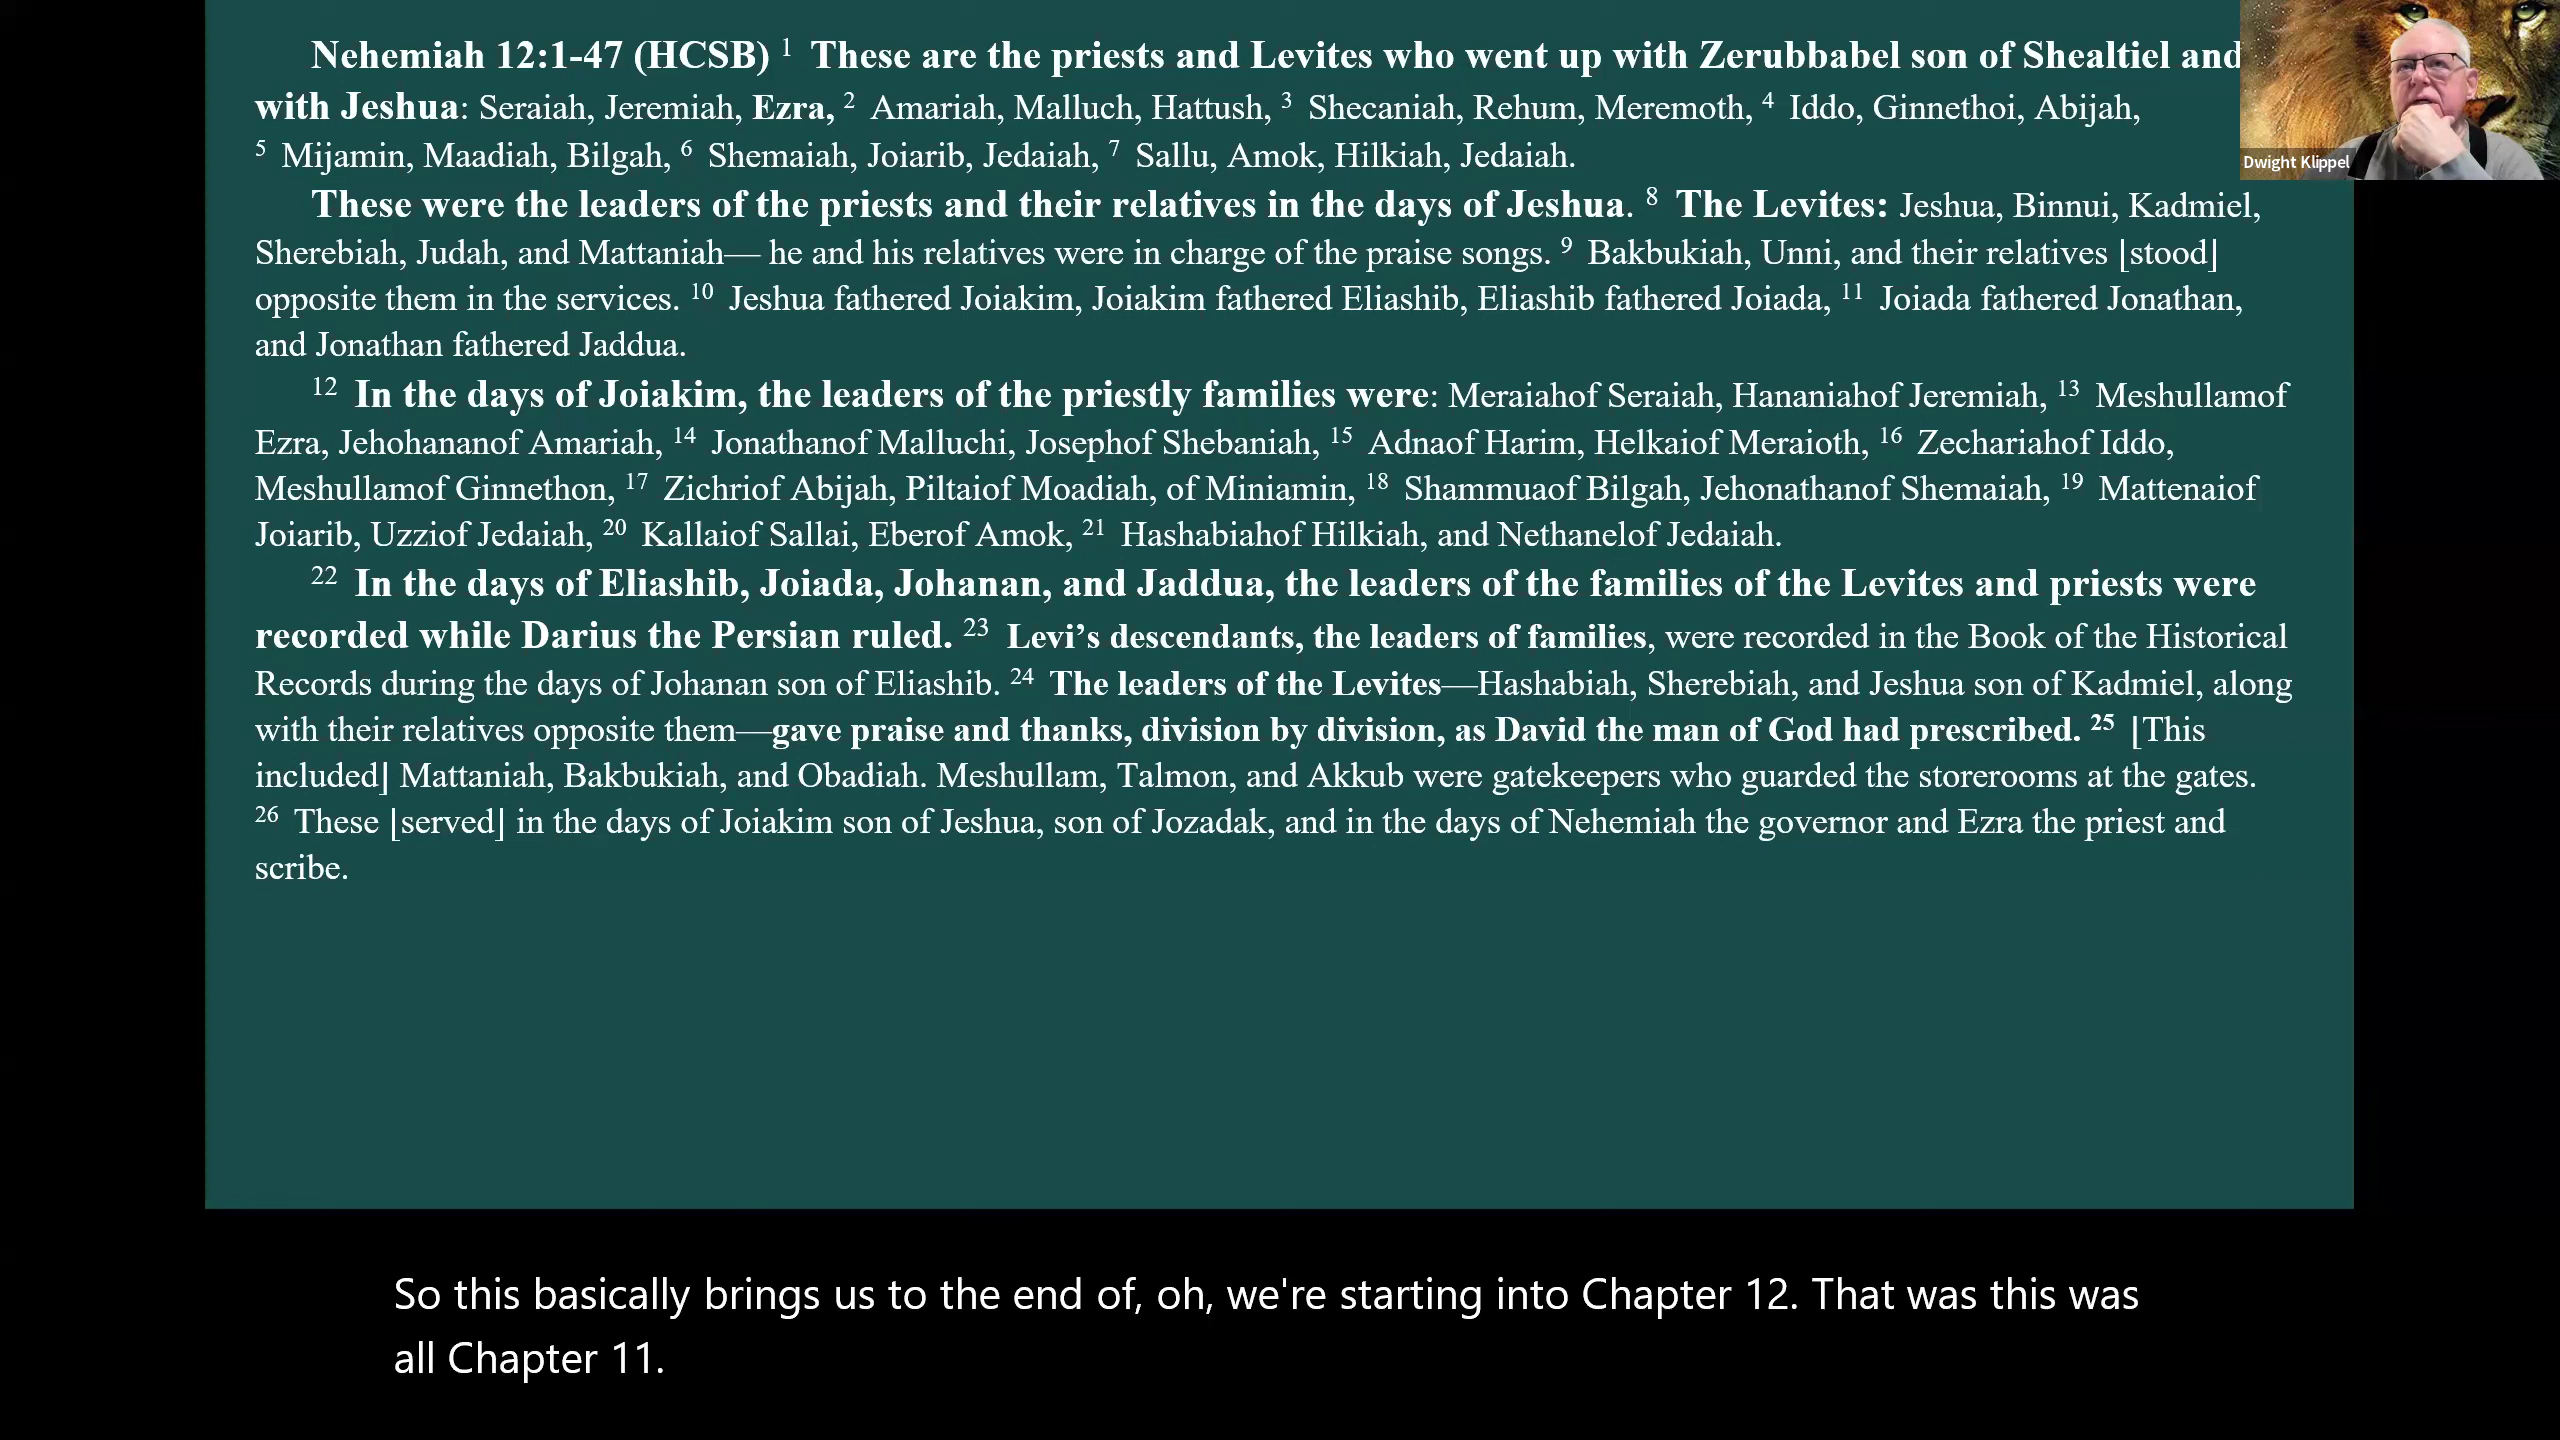 Nehemiah 12:1-47 (HCSB) 1 These are the priests and Levites who went up with Zerubbabel son of Shealtiel and
with Jeshua: Seraiah, Jeremiah, Ezra, 2 Amariah, Malluch, Hattush, 3 Shecaniah, Rehum, Meremoth, 4 Iddo, Ginnethoi, Abijah,
5 Mijamin, Maadiah, Bilgah, 6 Shemaiah, Joiarib, Jedaiah, 7 Sallu, Amok, Hilkiah, Jedaiah.
These were the leaders of the priests and their relatives in the days of Jeshua. 8 The Levites: Jeshua, Binnui, Kadmiel,
Sherebiah, Judah, and Mattaniah— he and his relatives were in charge of the praise songs. 9 Bakbukiah, Unni, and their relatives ⌊stood⌋
opposite them in the services. 10 Jeshua fathered Joiakim, Joiakim fathered Eliashib, Eliashib fathered Joiada, 11 Joiada fathered Jonathan,
and Jonathan fathered Jaddua.
12 In the days of Joiakim, the leaders of the priestly families were: Meraiahof Seraiah, Hananiahof Jeremiah, 13 Meshullamof
Ezra, Jehohananof Amariah, 14 Jonathanof Malluchi, Josephof Shebaniah, 15 Adnaof Harim, Helkaiof Meraioth, 16 Zechariahof Iddo,
Meshullamof Ginnethon, 17 Zichriof Abijah, Piltaiof Moadiah, of Miniamin, 18 Shammuaof Bilgah, Jehonathanof Shemaiah, 19 Mattenaiof
Joiarib, Uzziof Jedaiah, 20 Kallaiof Sallai, Eberof Amok, 21 Hashabiahof Hilkiah, and Nethanelof Jedaiah.
22 In the days of Eliashib, Joiada, Johanan, and Jaddua, the leaders of the families of the Levites and priests were
recorded while Darius the Persian ruled. 23 Levi’s descendants, the leaders of families, were recorded in the Book of the Historical
Records during the days of Johanan son of Eliashib. 24 The leaders of the Levites—Hashabiah, Sherebiah, and Jeshua son of Kadmiel, along
with their relatives opposite them—gave praise and thanks, division by division, as David the man of God had prescribed. 25 ⌊This
included⌋ Mattaniah, Bakbukiah, and Obadiah. Meshullam, Talmon, and Akkub were gatekeepers who guarded the storerooms at the gates.
26 These ⌊served⌋ in the days of Joiakim son of Jeshua, son of Jozadak, and in the days of Nehemiah the governor and Ezra the priest and
scribe.
Dwight Klippel
So this basically brings us to the end of, oh, we're starting into Chapter 12. That was this was
all Chapter 11.